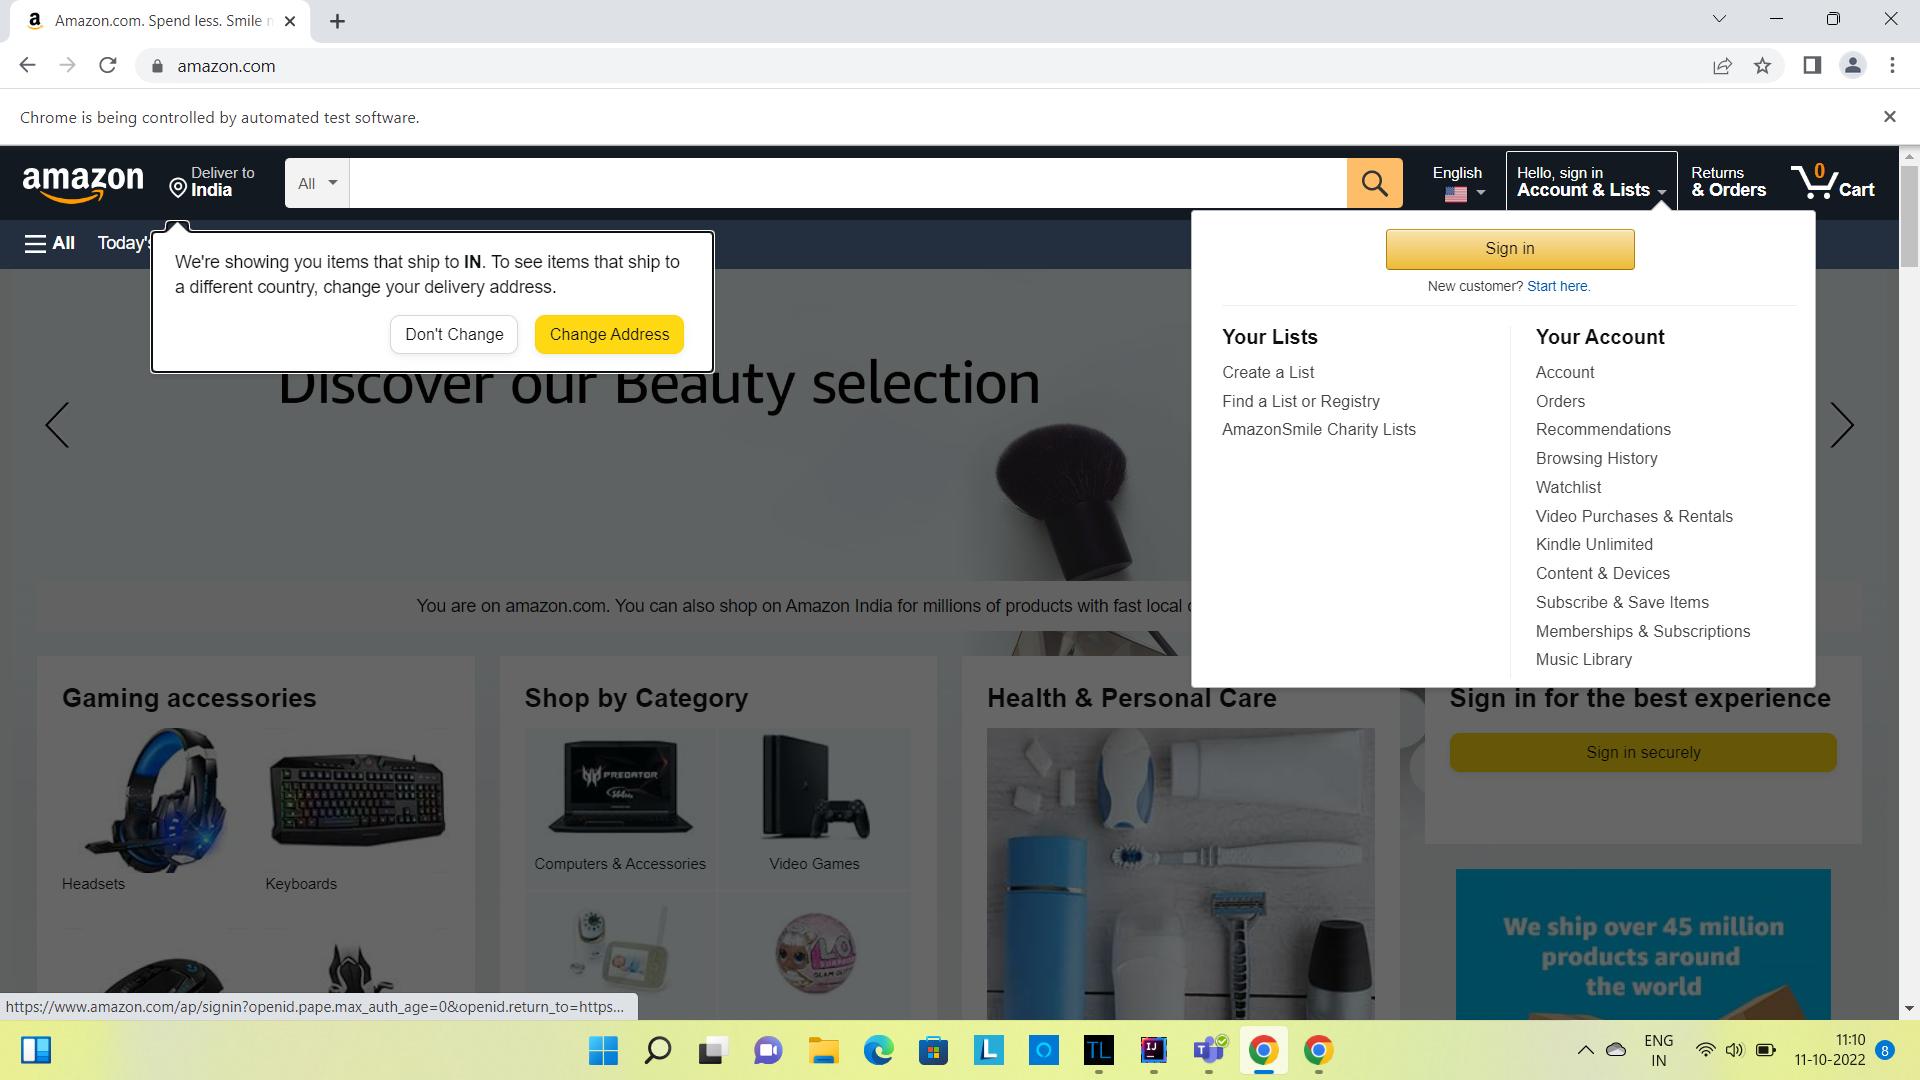 Amazon.com. Spend less. Smile m
amazon.com
Chrome is being controlled by automated test software.
amazon
Deliver to
India
All
English
Hello, sign in
Account & Lists
Returns
& Orders
0
Cart
All
Today's
We're showing you items that ship to IN. To see items that ship to
a different country, change your delivery address.
Don't Change
Change Address
Sign in
New customer? Start here.
Your Lists
Create a List
Find a List or Registry
AmazonSmile Charity Lists
Your Account
Account
Orders
Recommendations
Browsing History
Watchlist
Video Purchases & Rentals
Kindle Unlimited
Content & Devices
Subscribe & Save Items
Memberships & Subscriptions
Music Library
Discover our Beauty selection
You are on amazon.com. You can also shop on Amazon India for millions of products with fast local
Gaming accessories
Headsets
Keyboards
Shop by Category
PREDATOR
Computers & Accessories
Video Games
L.O.L.
SURPRISE
Health & Personal Care
Sign in for the best experience
Sign in securely
We ship over 45 million
products around
the world
https://www.amazon.com/ap/signin?openid.pape.max_auth_age=0&openid.return_to=https...
L
TL
IJ
T
ENG
IN
11:10
11-10-2022
8